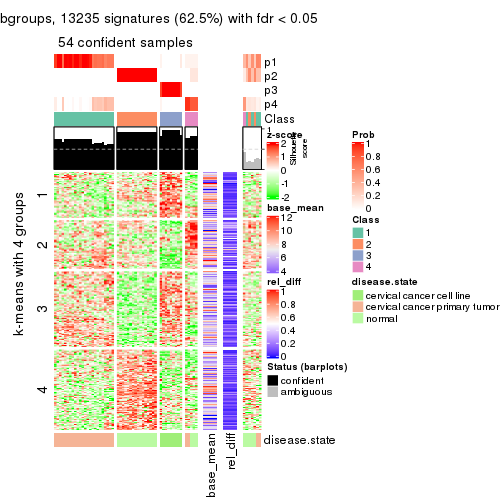 bgroups, 13235 signatures (62.5%) with fdr < 0.05
54 confident samples
p1
p2
p3
p4
Class
1
Silhouette
score
k-means with 4 groups
1
2
3
4
base_mean
rel_diff
disease.state
z-score
2
1
0
-1
-2
base_mean
12
10
8
6
4
rel_diff
1
0.8
0.6
0.4
0.2
0
Status (barplots)
confident
ambiguous
Prob
1
0.8
0.6
0.4
0.2
0
Class
1
2
3
4
disease.state
cervical cancer cell line
cervical cancer primary tumor
normal